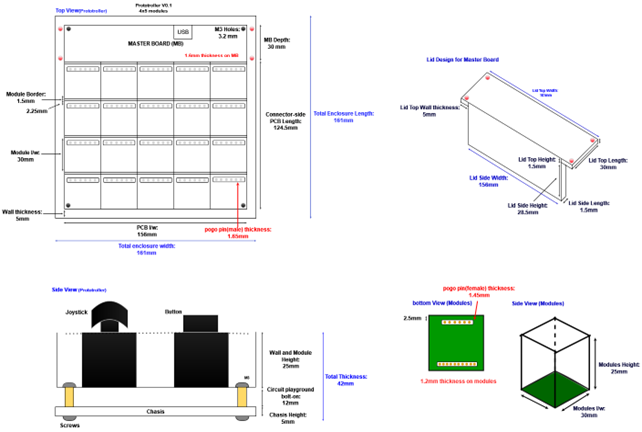 Top View(Prototroller)
Prototroller V0.1
4x5 modules
USB
M3 Holes:
3.2 mm
MASTER BOARD (MB)
1.6mm thickness on MB
MB Depth:
30 mm
Module Border:
1.5mm
2.25mm
Connector-side
PCB Length:
124.5mm
Total Enclosure Length:
161mm
Module l/w:
30mm
Wall thickness:
5mm
PCB l/w:
156mm
pogo pin(male) thickness:
1.65mm
Total enclosure width:
161mm
Lid Design for Master Board
Lid Top Width:
161mm
Lid Top Wall thickness:
5mm
Lid Top Height:
1.5mm
Lid Top Length:
30mm
Lid Side Width:
156mm
Lid Side Height:
28.5mm
Lid Side Length:
1.5mm
Side View (Prototroller)
Joystick
Button
Wall and Module
Height:
25mm
Total Thickness:
42mm
Circuit playground
bolt-on:
12mm
Chasis
Chasis Height:
5mm
Screws
pogo pin(female) thickness:
1.45mm
bottom View (Modules)
2.5mm
1.2mm thickness on modules
Side View (Modules)
Modules Height:
25mm
Modules l/w:
30mm